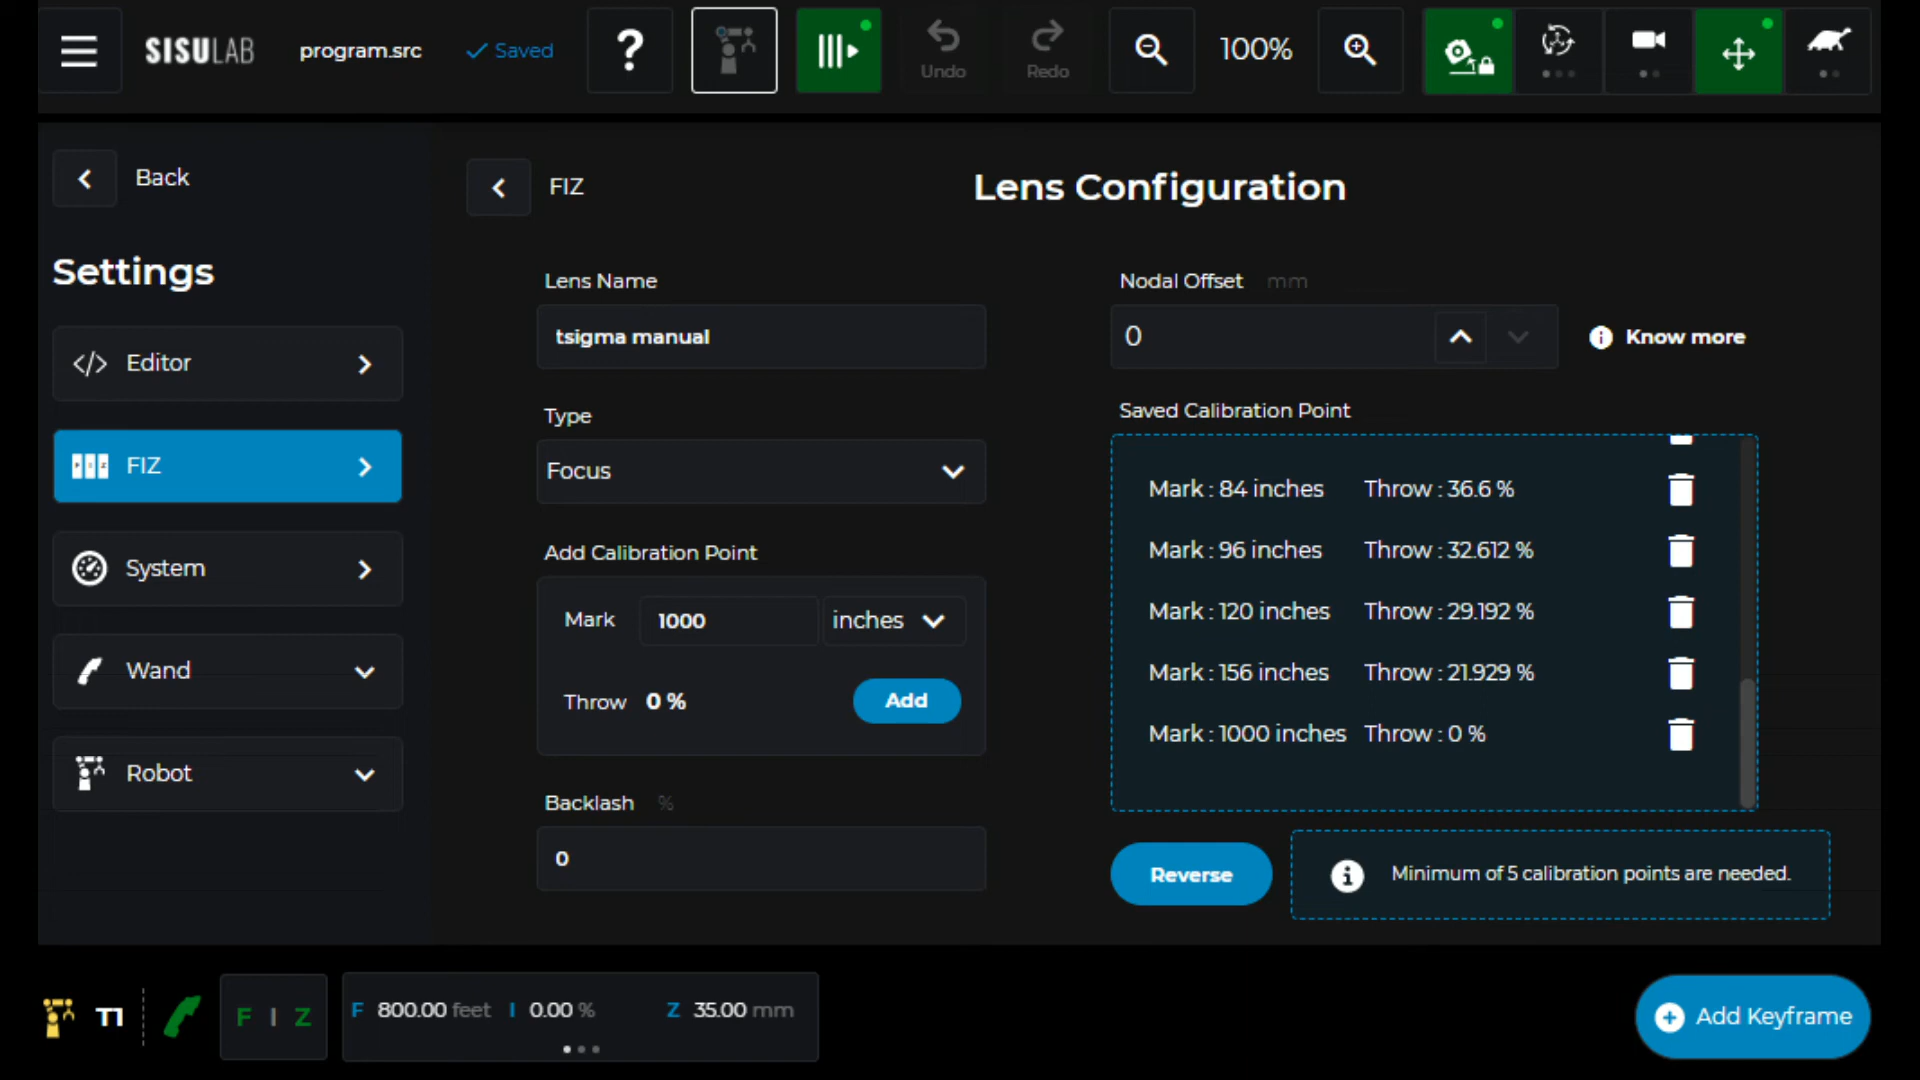 SISULAB program.src Saved ? Undo Redo 100%
Back
Settings
Editor
FIZ
System
Wand
Robot
FIZ
Lens Configuration
Lens Name
tsigma manual
Type
Focus
Add Calibration Point
Mark 1000 inches
Throw 0 % Add
Backlash %
0
Nodal Offset mm
0
Know more
Saved Calibration Point
Mark : 84 inches Throw : 36.6 %
Mark : 96 inches Throw : 32.612 %
Mark : 120 inches Throw : 29.192 %
Mark : 156 inches Throw : 21.929 %
Mark : 1000 inches Throw : 0 %
Reverse
Minimum of 5 calibration points are needed.
T1 F I Z F 800.00 feet I 0.00 % Z 35.00 mm
Add Keyframe